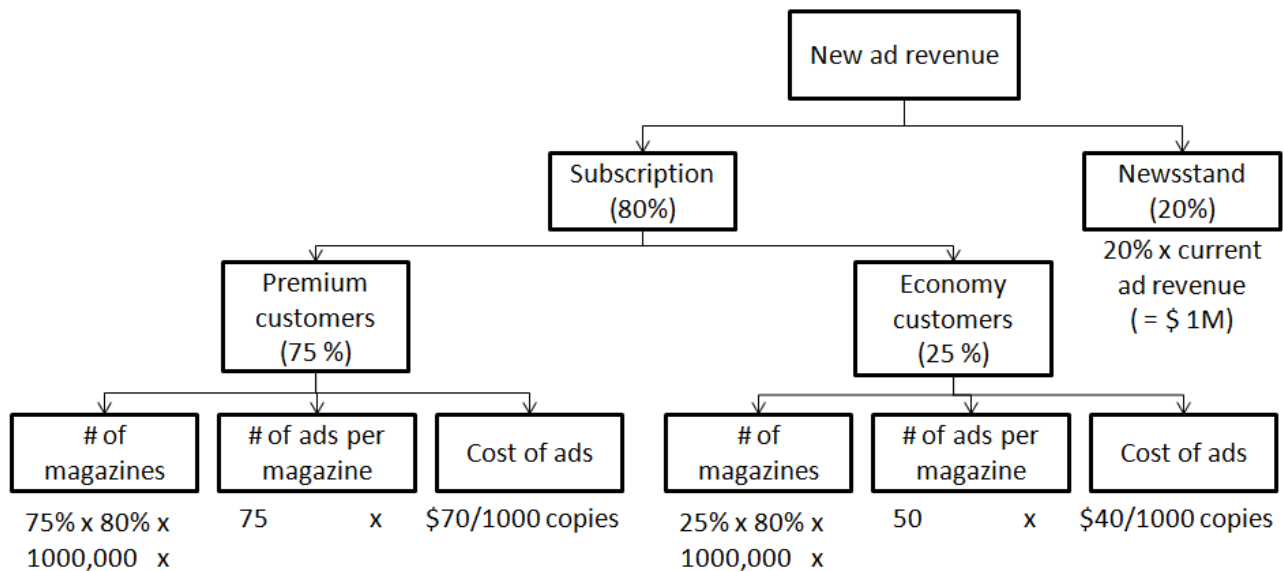 New ad revenue
Subscription
(80%)
Newsstand
(20%)
20% x current
ad revenue
( = $ 1M)
Premium
customers
(75 %)
Economy
customers
(25 %)
# of
magazines
# of ads per
magazine
Cost of ads
# of
magazines
# of ads per
magazine
Cost of ads
75% x 80% x
1000,000 x
75 x
$70/1000 copies
25% x 80% x
1000,000 x
50 x
$40/1000 copies